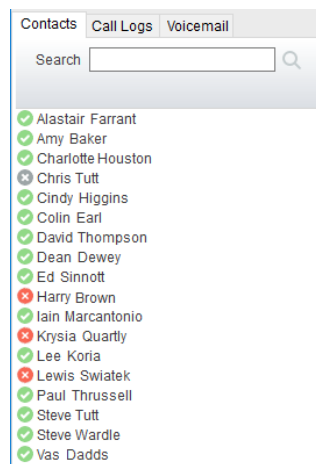 Contacts Call Logs Voicemail
Search
Alastair Farrant
Amy Baker
Charlotte Houston
Chris Tutt
Cindy Higgins
Colin Earl
David Thompson
Dean Dewey
Ed Sinnott
Harry Brown
Iain Marcantonio
Krysia Quartly
Lee Koria
Lewis Swiatek
Paul Thrussell
Steve Tutt
Steve Wardle
Vas Dadds